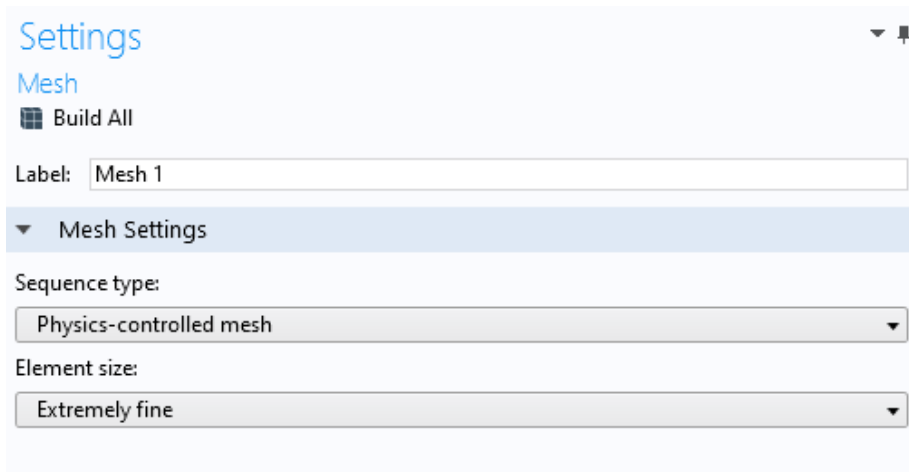 Settings
Mesh
Build All
Label: Mesh 1
Mesh Settings
Sequence type:
Physics-controlled mesh
Element size:
Extremely fine